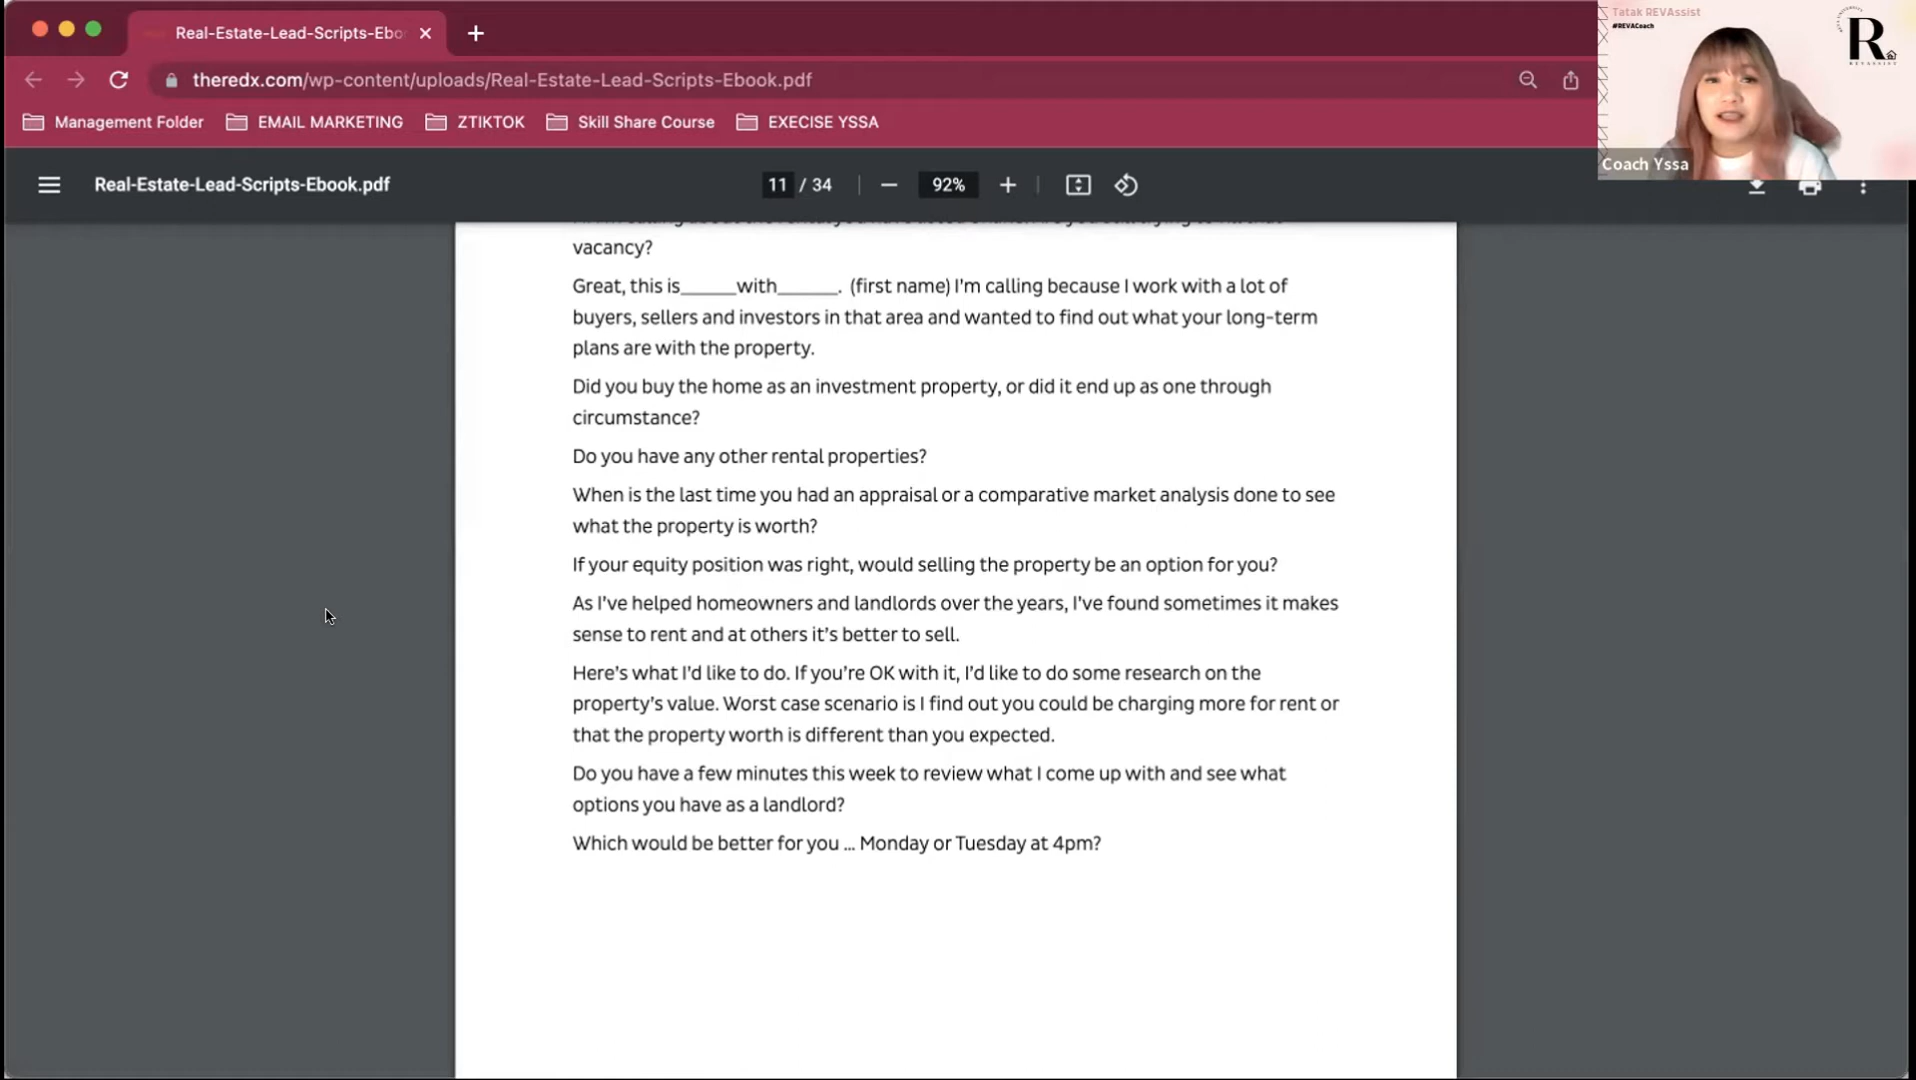 Real-Estate-Lead-Scripts-Ebo
Tatak REVAssist
#REVACoach
R
REVASSIST
theredx.com/wp-content/uploads/Real-Estate-Lead-Scripts-Ebook.pdf
Management Folder
EMAIL MARKETING
ZTIKTOK
Skill Share Course
EXECISE YSSA
Coach Yssa
Real-Estate-Lead-Scripts-Ebook.pdf
11 / 34
92%
vacancy?
Great, this is______with_______. (first name) I'm calling because I work with a lot of
buyers, sellers and investors in that area and wanted to find out what your long-term
plans are with the property.
Did you buy the home as an investment property, or did it end up as one through
circumstance?
Do you have any other rental properties?
When is the last time you had an appraisal or a comparative market analysis done to see
what the property is worth?
If your equity position was right, would selling the property be an option for you?
As I've helped homeowners and landlords over the years, I've found sometimes it makes
sense to rent and at others it's better to sell.
Here's what I'd like to do. If you're OK with it, I'd like to do some research on the
property's value. Worst case scenario is I find out you could be charging more for rent or
that the property worth is different than you expected.
Do you have a few minutes this week to review what I come up with and see what
options you have as a landlord?
Which would be better for you ... Monday or Tuesday at 4pm?